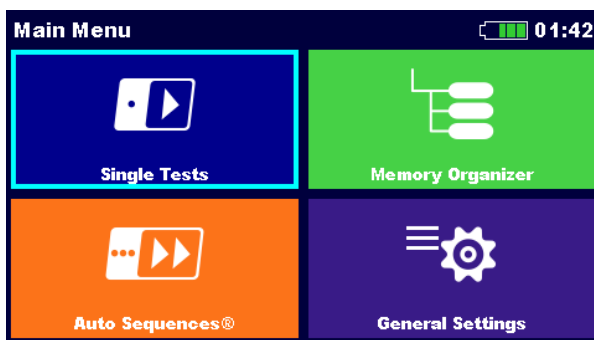 Main Menu 01:42
Single Tests Memory Organizer
Auto Sequences® General Settings